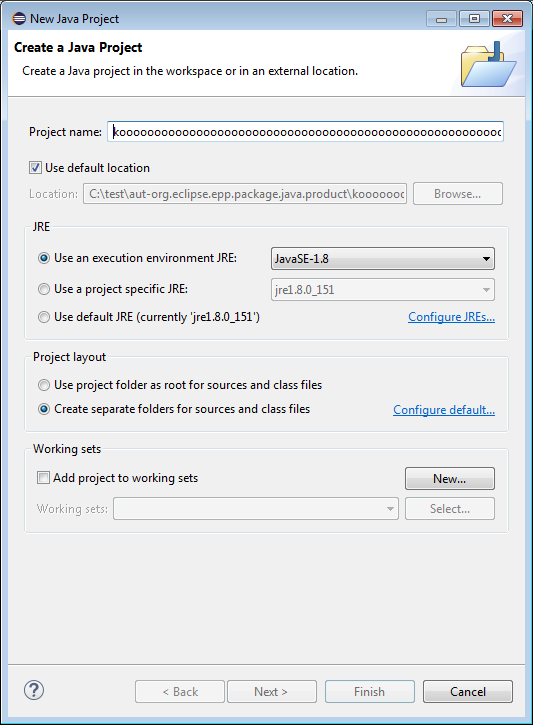 New Java Project
Create a Java Project
Create a Java project in the workspace or in an external location.
Project name: koooooooooooooooooooooooooooooooooooooooooooooooooooooooo
Use default location
Location: C:\test\aut-org.eclipse.epp.package.java.product\kooooooo Browse...
JRE
Use an execution environment JRE: JavaSE-1.8
Use a project specific JRE: jre1.8.0_151
Use default JRE (currently 'jre1.8.0_151') Configure JREs...
Project layout
Use project folder as root for sources and class files
Create separate folders for sources and class files Configure default...
Working sets
Add project to working sets New...
Working sets: Select...
? < Back Next > Finish Cancel